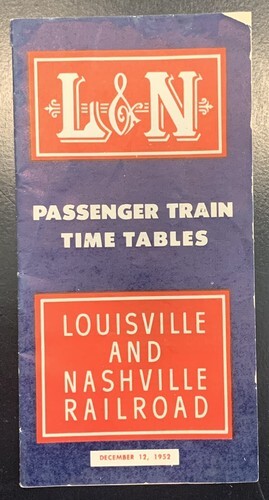 L&N
PASSENGER TRAIN
TIME TABLES
LOUISVILLE
AND
NASHVILLE
RAILROAD
DECEMBER 12, 1952